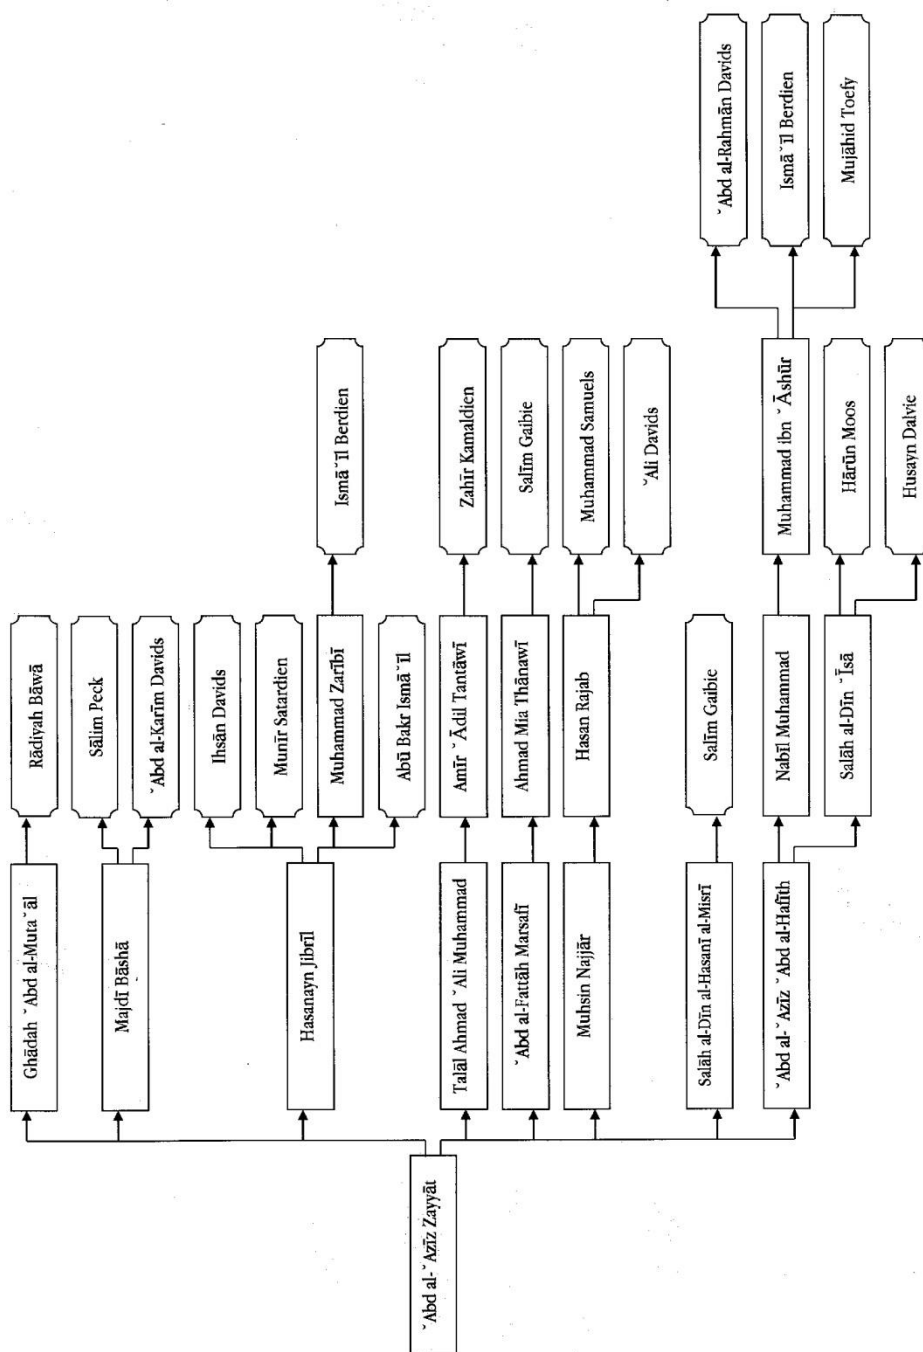 ˘Abd al-˘Azīz Zayyāt
Ghādah ˘Abd al-Muta˘āl
Majdī Bāshā
Hasanayn Jibrīl
Talāl Ahmad ˘Ali Muhammad
˘Abd al-Fattāh Marsafī
Muhsin Najjār
Salāh al-Dīn al-Hasanī al-Misrī
˘Abd al-˘Azīz ˘Abd al-Hafīth
Rādiyah Bāwā
Sālim Peck
˘Abd al-Karīm Davids
Ihsān Davids
Munīr Satardien
Muhammad Zarībī
Abū Bakr Ismā˘īl
Amīr ˘Ādil Tantāwī
Ahmad Mia Thānawī
Hasan Rajab
Salīm Gaibie
Nabīl Muhammad
Salāh al-Dīn ˘Īsā
Ismā˘īl Berdien
Zahīr Kamaldien
Salīm Gaibie
Muhammad Samuels
˘Ali Davids
Muhammad ibn ˘Āshūr
Hārūn Moos
Husayn Dalvie
˘Abd al-Rahmān Davids
Ismā˘īl Berdien
Mujāhid Toefy